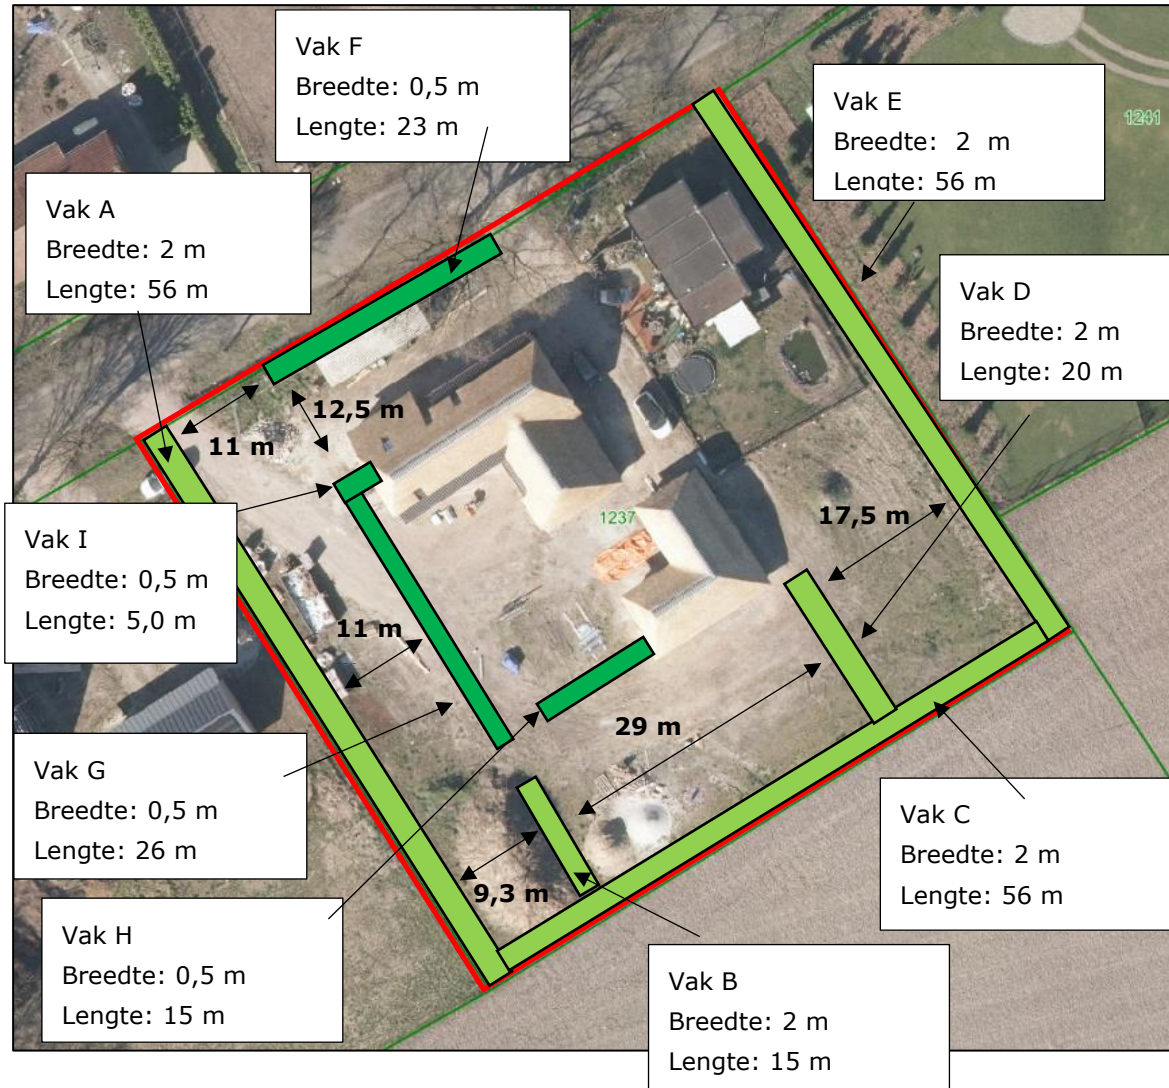 Vak F
Breedte: 0,5 m
Lengte: 23 m
Vak E
Breedte: 2 m
Lengte: 56 m
1241
Vak A
Breedte: 2 m
Lengte: 56 m
Vak D
Breedte: 2 m
Lengte: 20 m
12,5 m
11 m
Vak I
Breedte: 0,5 m
Lengte: 5,0 m
1237
17,5 m
11 m
29 m
Vak G
Breedte: 0,5 m
Lengte: 26 m
Vak C
Breedte: 2 m
Lengte: 56 m
9,3 m
Vak H
Breedte: 0,5 m
Lengte: 15 m
Vak B
Breedte: 2 m
Lengte: 15 m